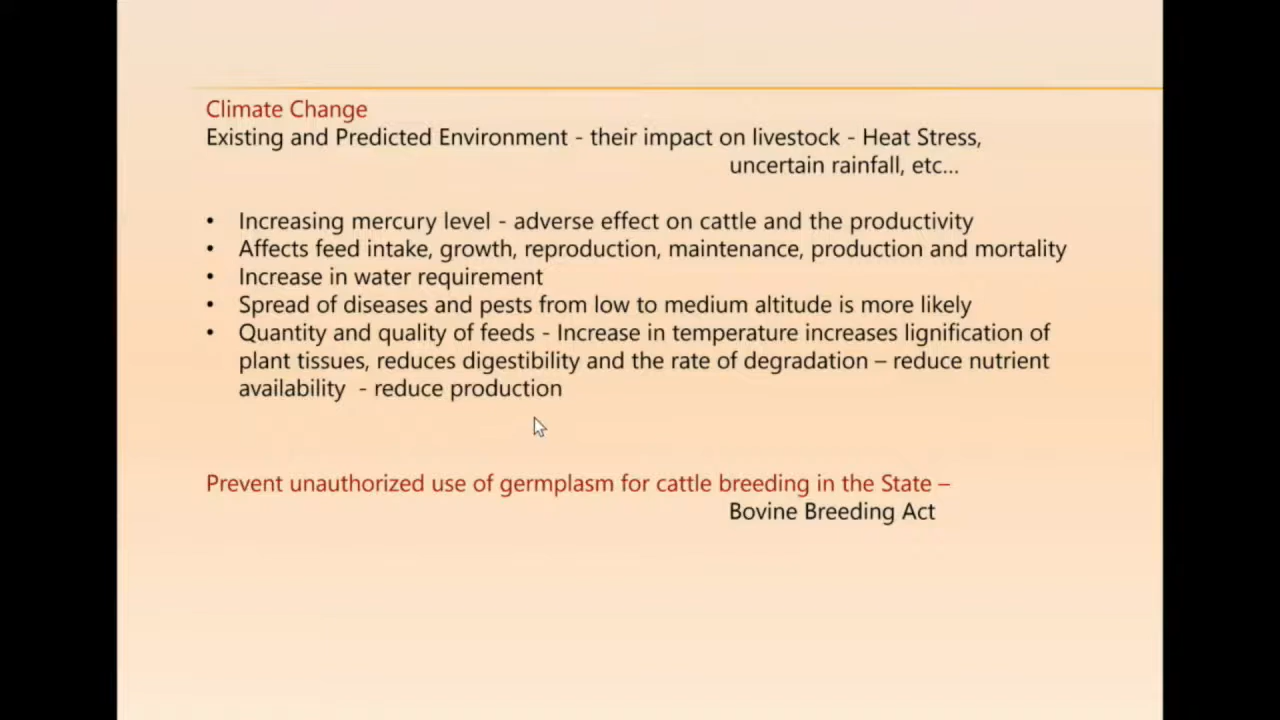 Climate Change
Existing and Predicted Environment - their impact on livestock - Heat Stress,
uncertain rainfall, etc...
• Increasing mercury level - adverse effect on cattle and the productivity
• Affects feed intake, growth, reproduction, maintenance, production and mortality
• Increase in water requirement
• Spread of diseases and pests from low to medium altitude is more likely
• Quantity and quality of feeds - Increase in temperature increases lignification of
plant tissues, reduces digestibility and the rate of degradation – reduce nutrient
availability - reduce production
Prevent unauthorized use of germplasm for cattle breeding in the State –
Bovine Breeding Act